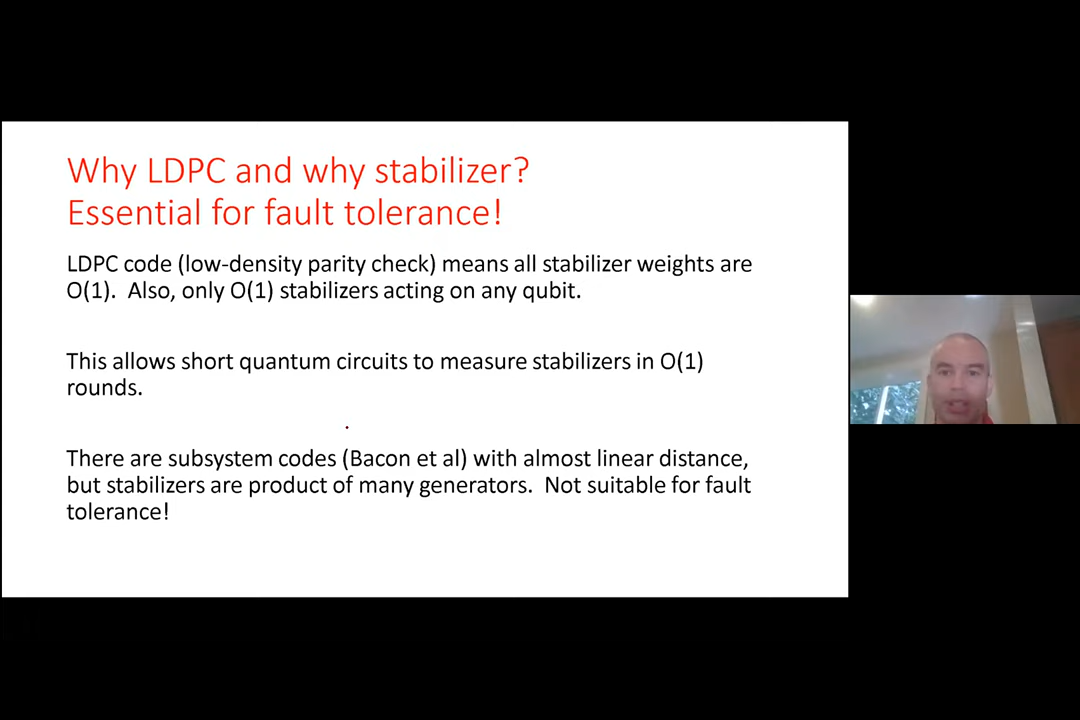 Why LDPC and why stabilizer?
Essential for fault tolerance!
LDPC code (low-density parity check) means all stabilizer weights are
O(1).  Also, only O(1) stabilizers acting on any qubit.
This allows short quantum circuits to measure stabilizers in O(1)
rounds.
There are subsystem codes (Bacon et al) with almost linear distance,
but stabilizers are product of many generators.  Not suitable for fault
tolerance!